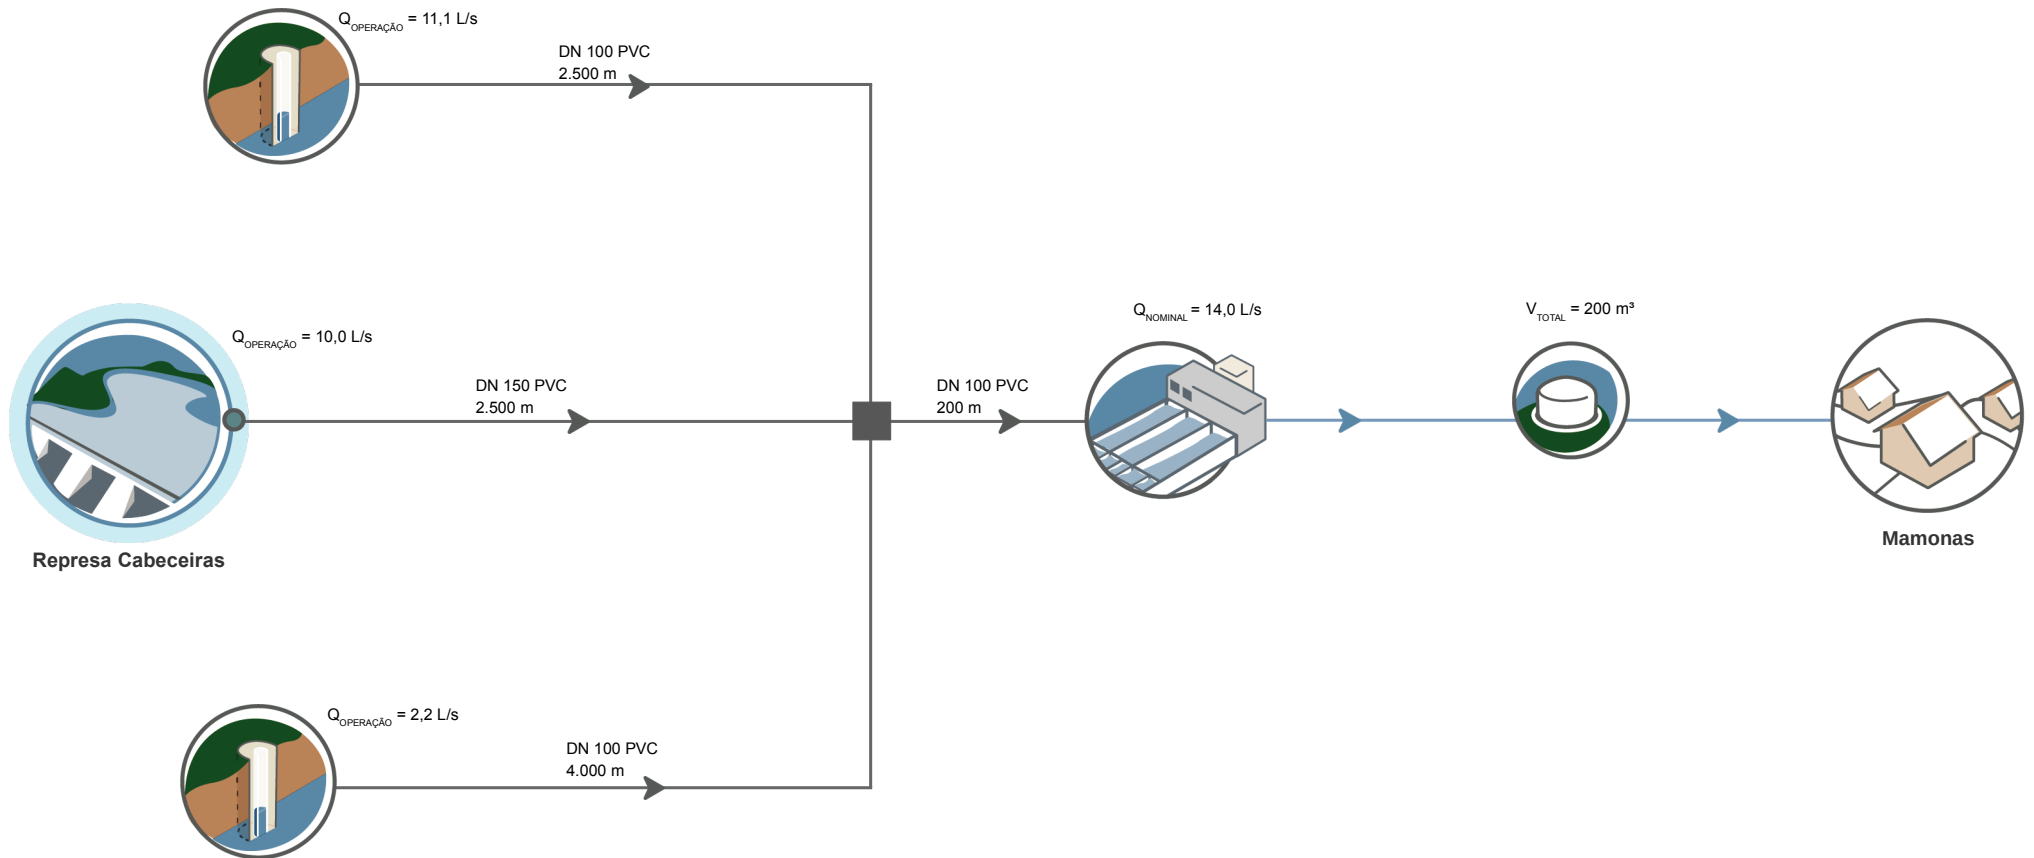 Q OPERAÇÃO = 11,1 L/s
DN 100 PVC
2.500 m
Q OPERAÇÃO = 10,0 L/s
DN 150 PVC
2.500 m
DN 100 PVC
200 m
Q NOMINAL = 14,0 L/s
V TOTAL = 200 m³
Represa Cabeceiras
Mamonas
Q OPERAÇÃO = 2,2 L/s
DN 100 PVC
4.000 m